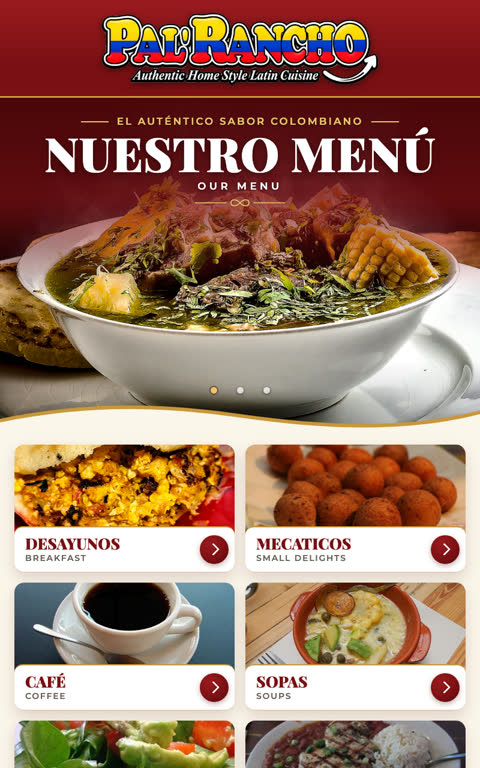 PAL' RANCHO
Authentic Home Style Latin Cuisine
EL AUTÉNTICO SABOR COLOMBIANO
NUESTRO MENÚ
OUR MENU
DESAYUNOS
BREAKFAST
MECATICOS
SMALL DELIGHTS
CAFÉ
COFFEE
SOPAS
SOUPS